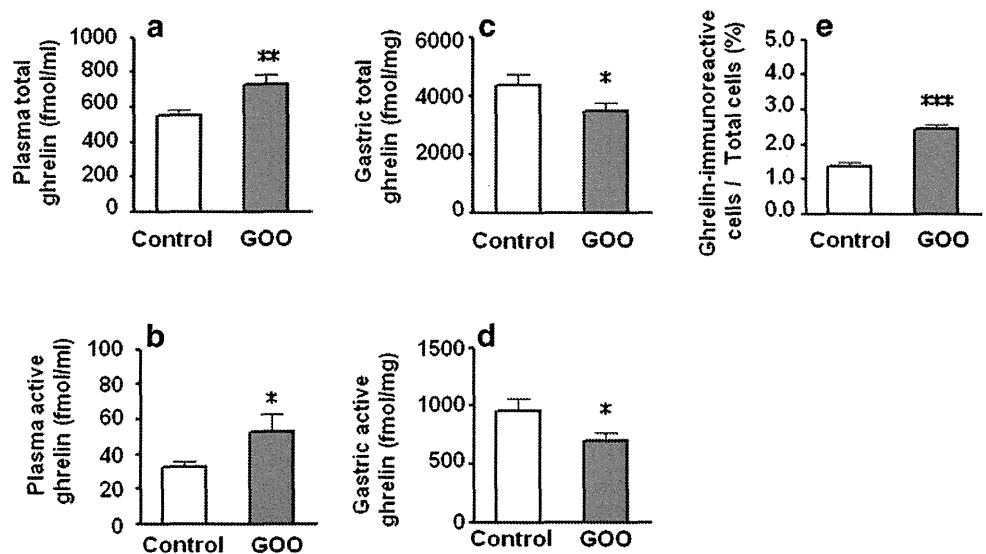 a
Plasma total
ghrelin (fmol/ml)
1000
800
600
400
200
0
**
Control GOO
c
Gastric total
ghrelin (fmol/mg)
6000
4000
2000
0
*
Control GOO
e
Ghrelin-immunoreactive
cells / Total cells (%)
5.0
4.0
3.0
2.0
1.0
0.0
***
Control GOO
b
Plasma active
ghrelin (fmol/ml)
100
80
60
40
20
0
*
Control GOO
d
Gastric active
ghrelin (fmol/mg)
1500
1000
500
0
*
Control GOO